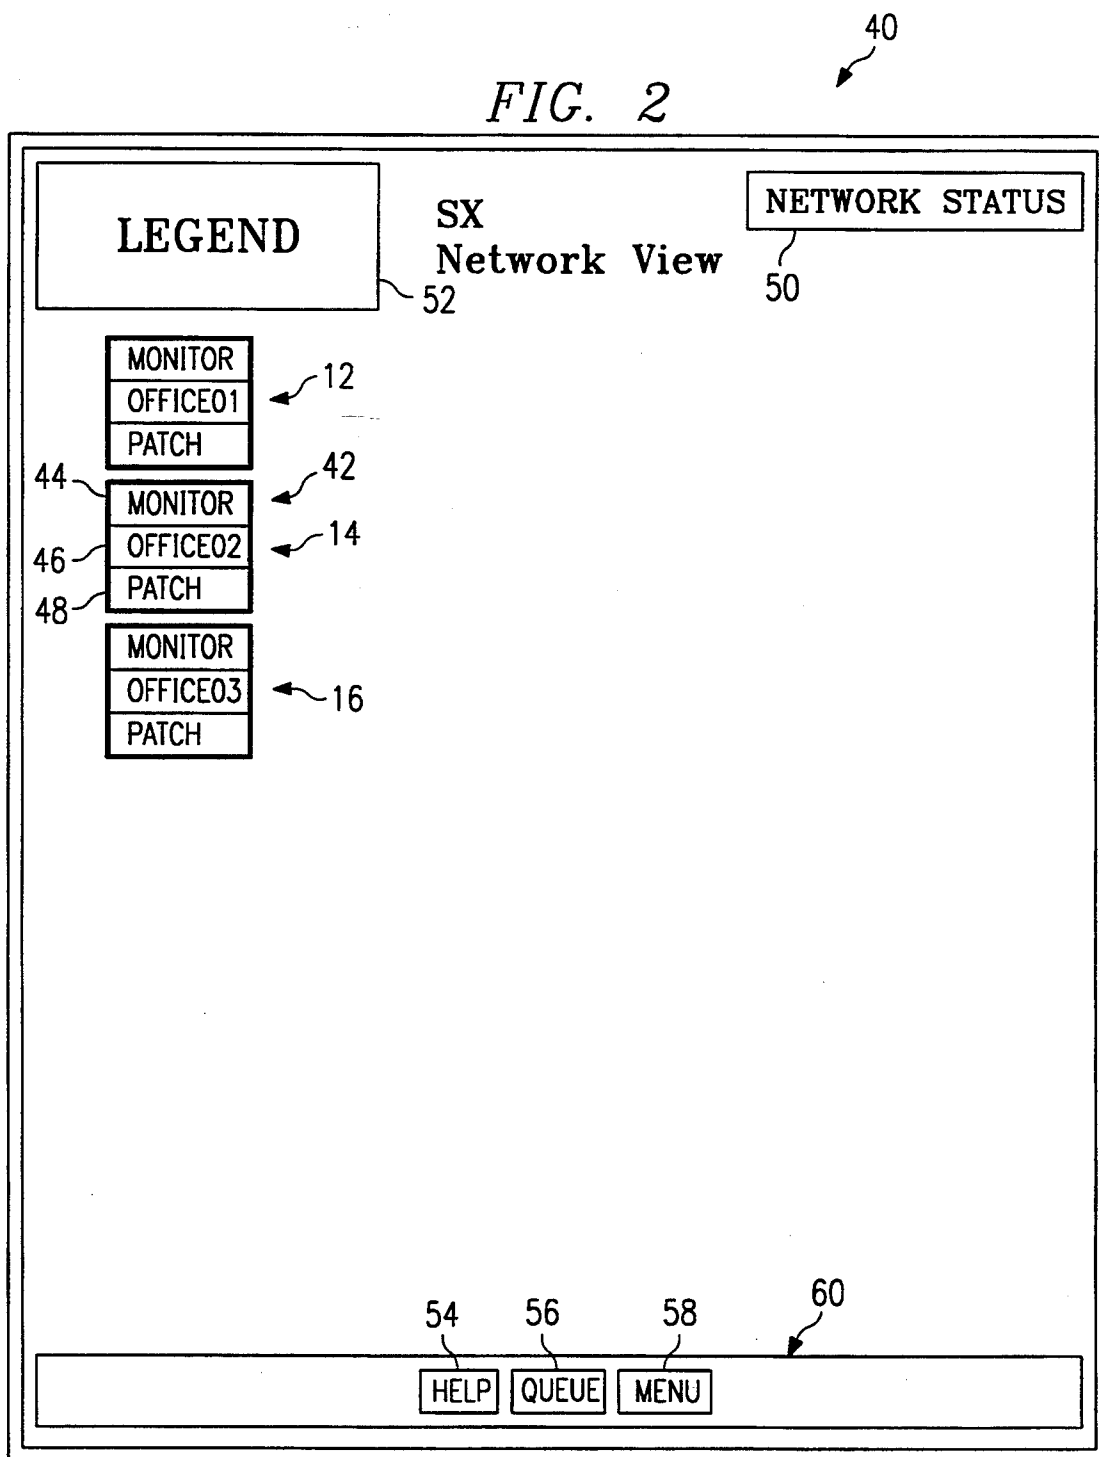 40
FIG. 2
LEGEND
52
SX
Network View
NETWORK STATUS
50
MONITOR
OFFICE01
PATCH
12
44
46
48
MONITOR
OFFICE02
PATCH
42
14
MONITOR
OFFICE03
PATCH
16
54
56
58
60
HELP
QUEUE
MENU